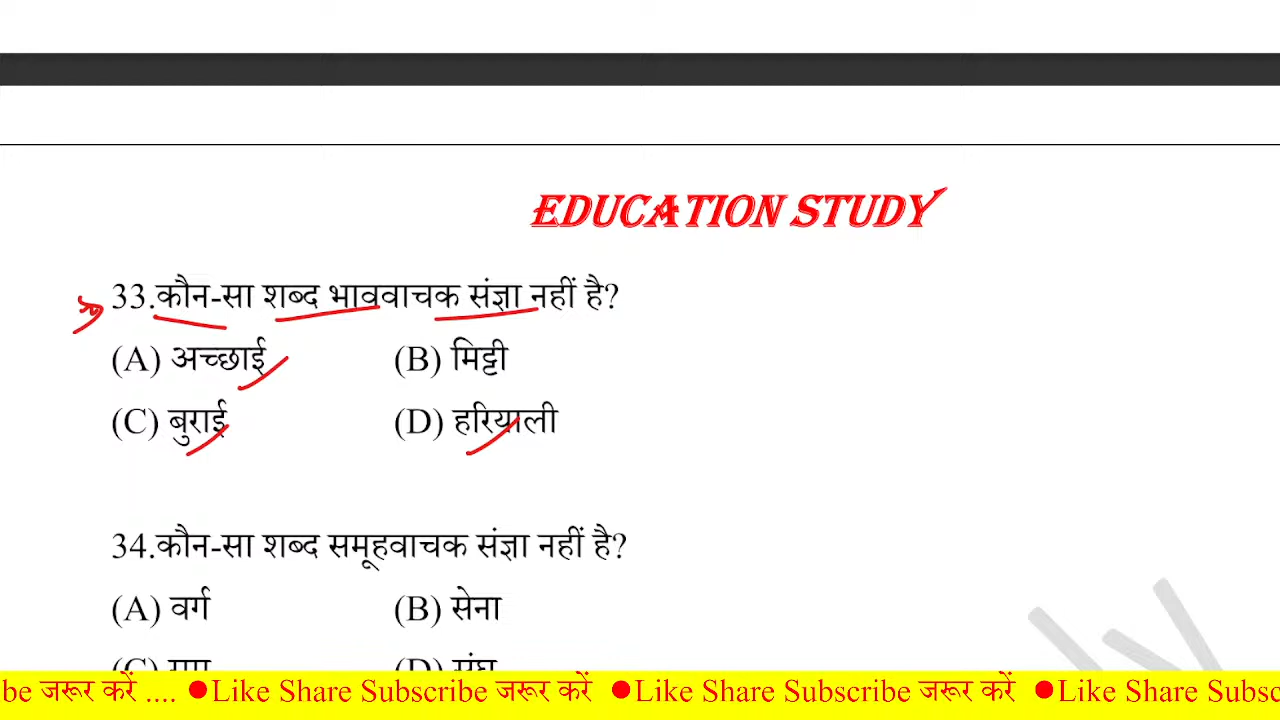 EDUCATION STUDY
33.कौन-सा शब्द भाववाचक संज्ञा नहीं है?
(A) अच्छाई (B) मिट्टी
(C) बुराई (D) हरियाली
34.कौन-सा शब्द समूहवाचक संज्ञा नहीं है?
(A) वर्ग (B) सेना
(C) (D) संघ
be जरूर करें .... ●Like Share Subscribe जरूर करें ●Like Share Subscribe जरूर करें ●Like Share Subsc